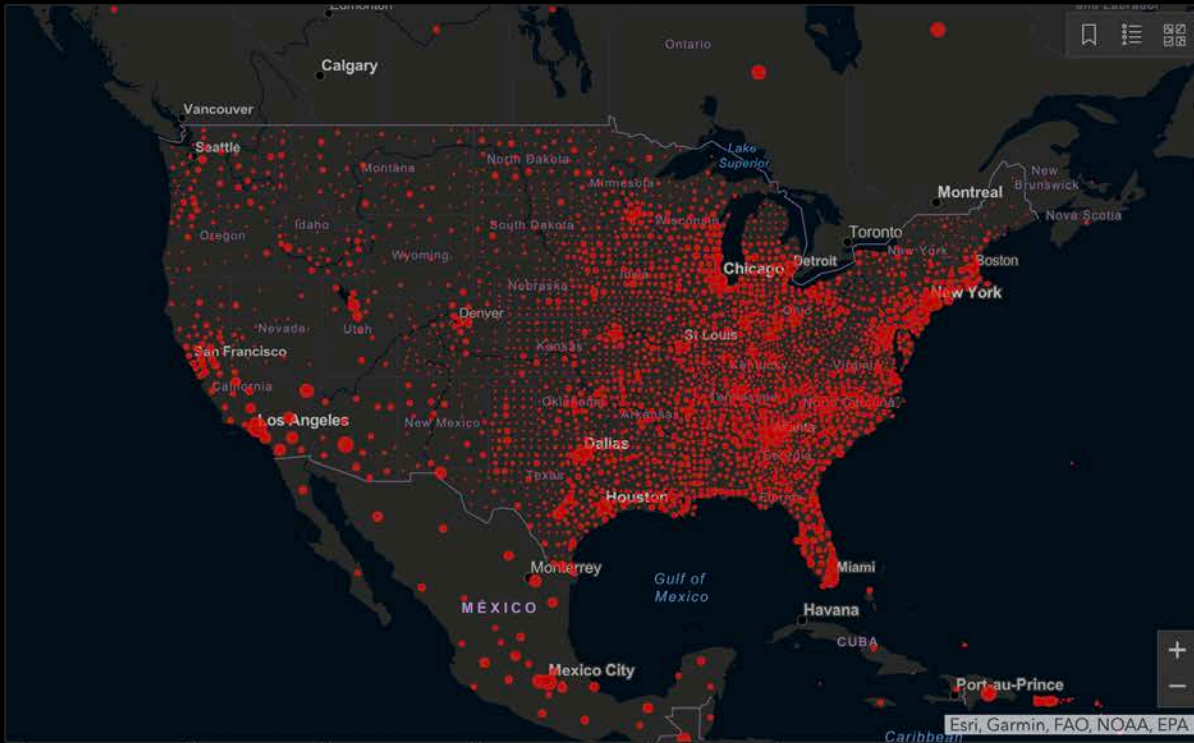 Edmonton
and Labrador
Ontario
Calgary
Vancouver
Seattle
Lake
Superior
North Dakota
Montana
Minnesota
New
Brunswick
Montreal
Wisconsin
Nova Scotia
Idaho
South Dakota
Oregon
Toronto
New York
Wyoming
Boston
Chicago
Detroit
Iowa
Nebraska
New York
Ohio
Denver
Nevada
Utah
St Louis
Kansas
San Francisco
Kentucky
Virginia
California
Tennessee
Oklahoma
North Carolina
Arkansas
Los Angeles
New Mexico
Atlanta
Dallas
Georgia
Texas
Houston
Florida
Monterrey
Miami
Gulf of
Mexico
MÉXICO
Havana
CUBA
Mexico City
Port-au-Prince
Esri, Garmin, FAO, NOAA, EPA
Caribbean